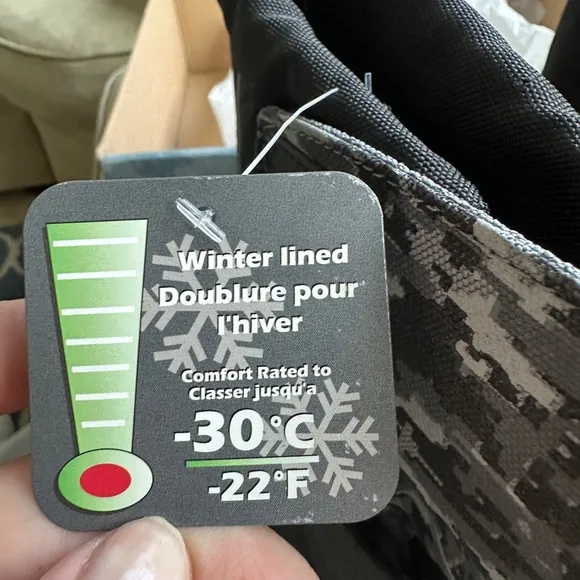 Winter lined
Doublure pour
l'hiver
Comfort Rated to
Classer jusqu'a
-30°C
-22°F